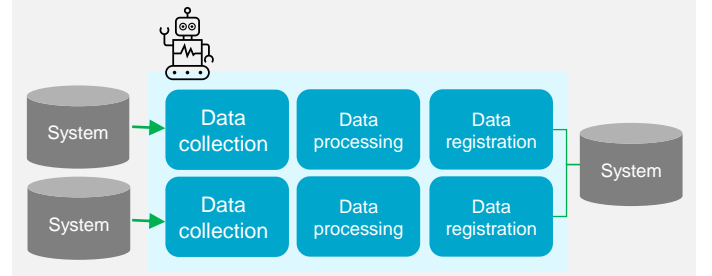 System
Data
collection
Data
processing
Data
registration
System
System
Data
collection
Data
processing
Data
registration